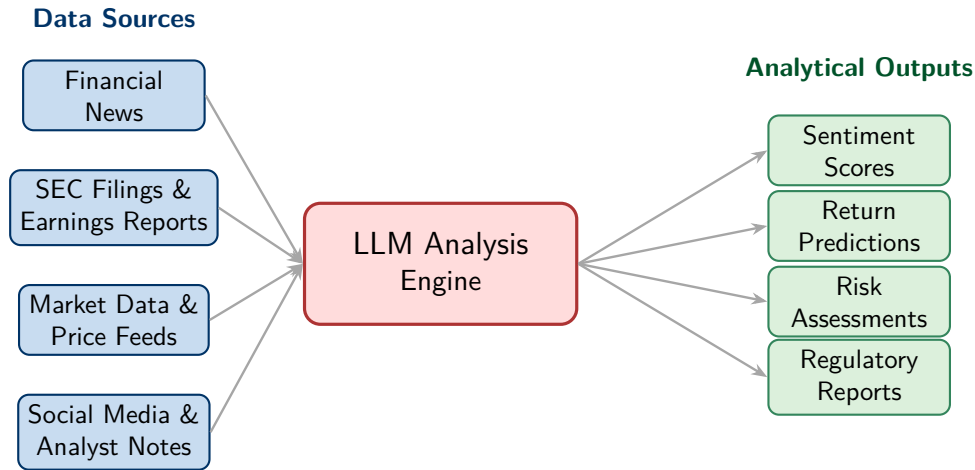 Data Sources
Financial
News
SEC Filings &
Earnings Reports
Market Data &
Price Feeds
Social Media &
Analyst Notes
LLM Analysis
Engine
Analytical Outputs
Sentiment
Scores
Return
Predictions
Risk
Assessments
Regulatory
Reports